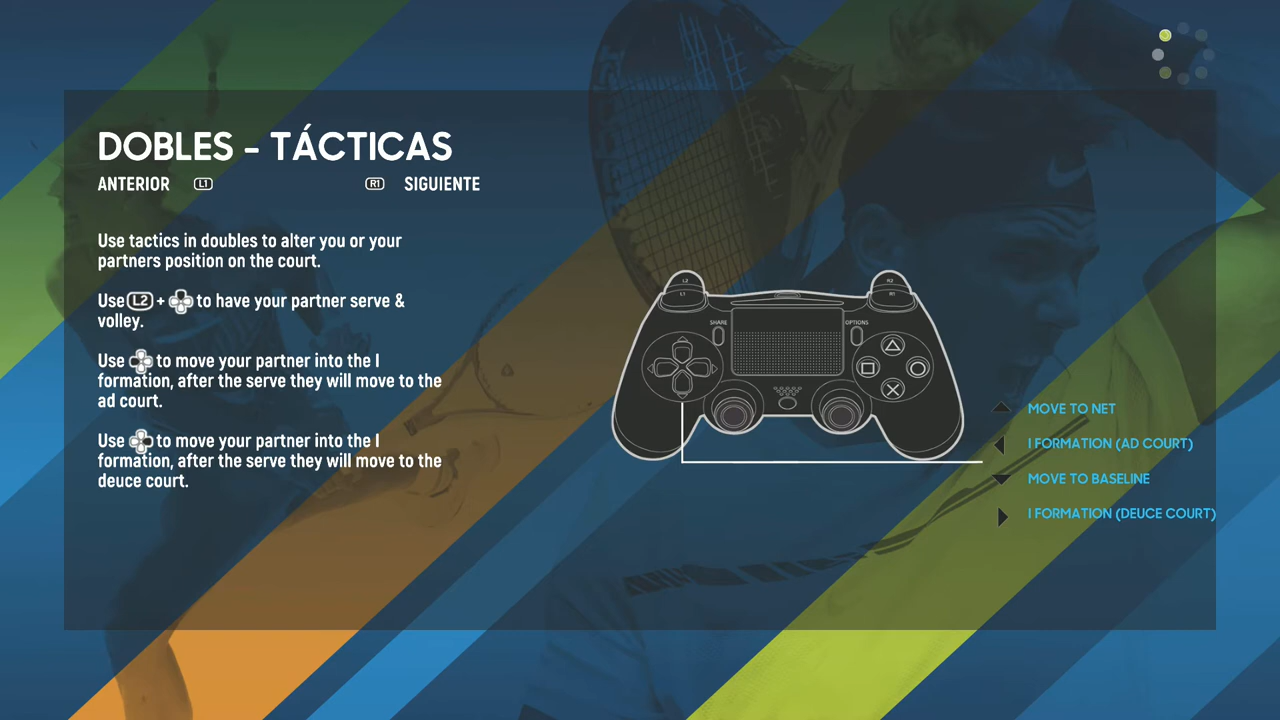 DOBLES - TÁCTICAS
ANTERIOR L1 R1 SIGUIENTE
Use tactics in doubles to alter you or your
partners position on the court.
Use L2 + to have your partner serve &
volley.
Use to move your partner into the I
formation, after the serve they will move to the
ad court.
Use to move your partner into the I
formation, after the serve they will move to the
deuce court.
L2 R2
L1 R1
SHARE OPTIONS
MOVE TO NET
I FORMATION (AD COURT)
MOVE TO BASELINE
I FORMATION (DEUCE COURT)